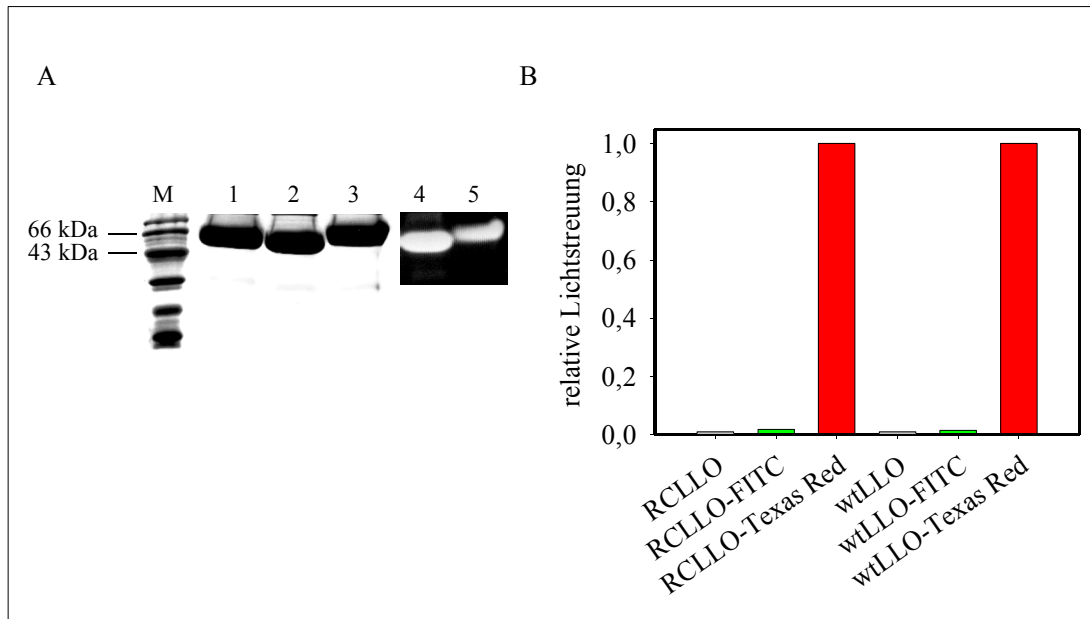 A
B
M 1 2 3 4 5
66 kDa
43 kDa
relative Lichtstreuung
1,0
0,8
0,6
0,4
0,2
0,0
RCLLO
RCLLO-FITC
RCLLO-Texas Red
wtLLO
wtLLO-FITC
wtLLO-Texas Red